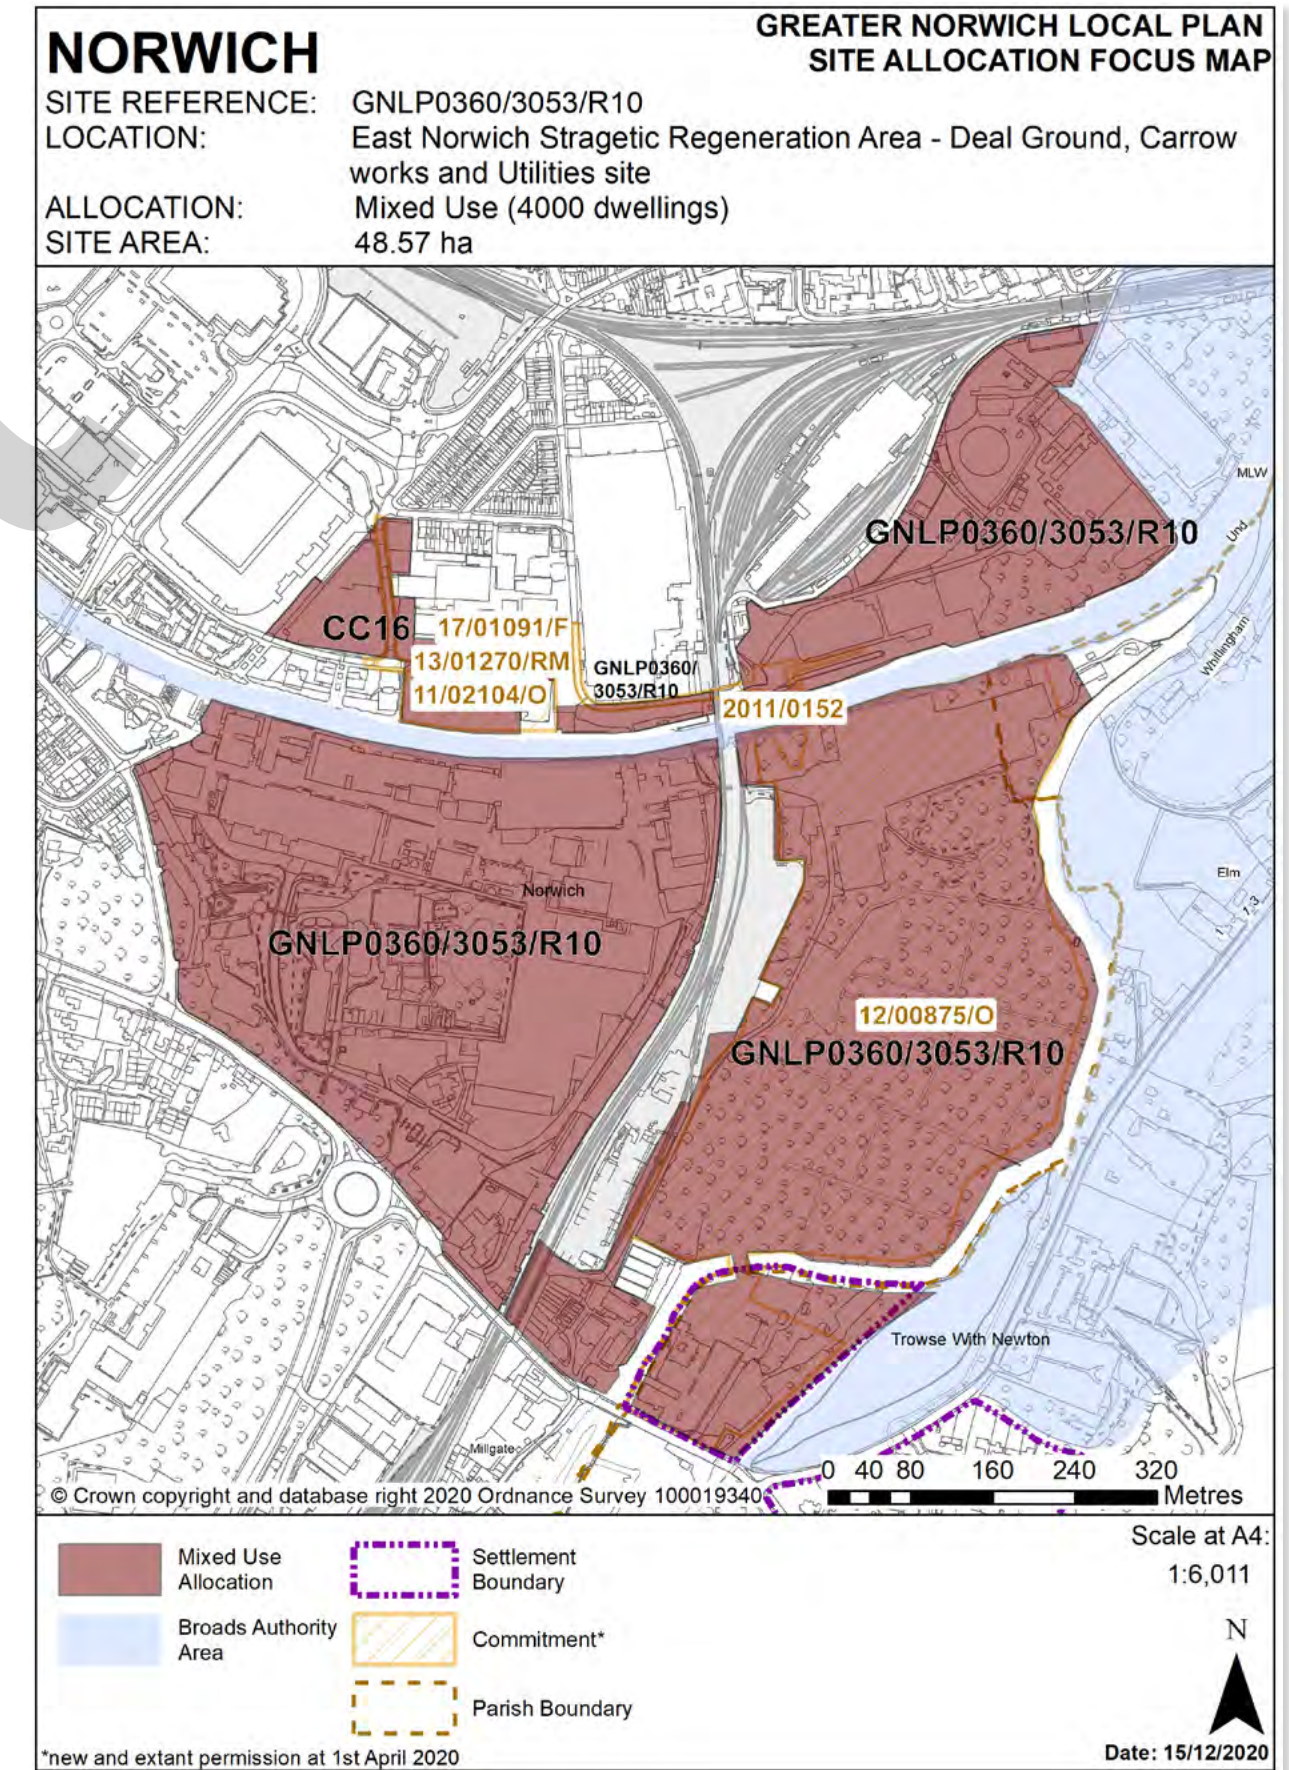 NORWICH
GREATER NORWICH LOCAL PLAN
SITE ALLOCATION FOCUS MAP
SITE REFERENCE: GNLP0360/3053/R10
LOCATION: East Norwich Stragetic Regeneration Area - Deal Ground, Carrow
works and Utilities site
ALLOCATION: Mixed Use (4000 dwellings)
SITE AREA: 48.57 ha
MLW
Und
GNLP0360/3053/R10
Whitlingham
CC16
17/01091/F
13/01270/RM
11/02104/O
GNLP0360/
3053/R10
2011/0152
Elm
1-3
Norwich
GNLP0360/3053/R10
12/00875/O
GNLP0360/3053/R10
Trowse With Newton
Millgate
0 40 80 160 240 320
Metres
© Crown copyright and database right 2020 Ordnance Survey 100019340
Mixed Use
Allocation
Settlement
Boundary
Scale at A4:
1:6,011
Broads Authority
Area
Commitment*
N
Parish Boundary
*new and extant permission at 1st April 2020
Date: 15/12/2020